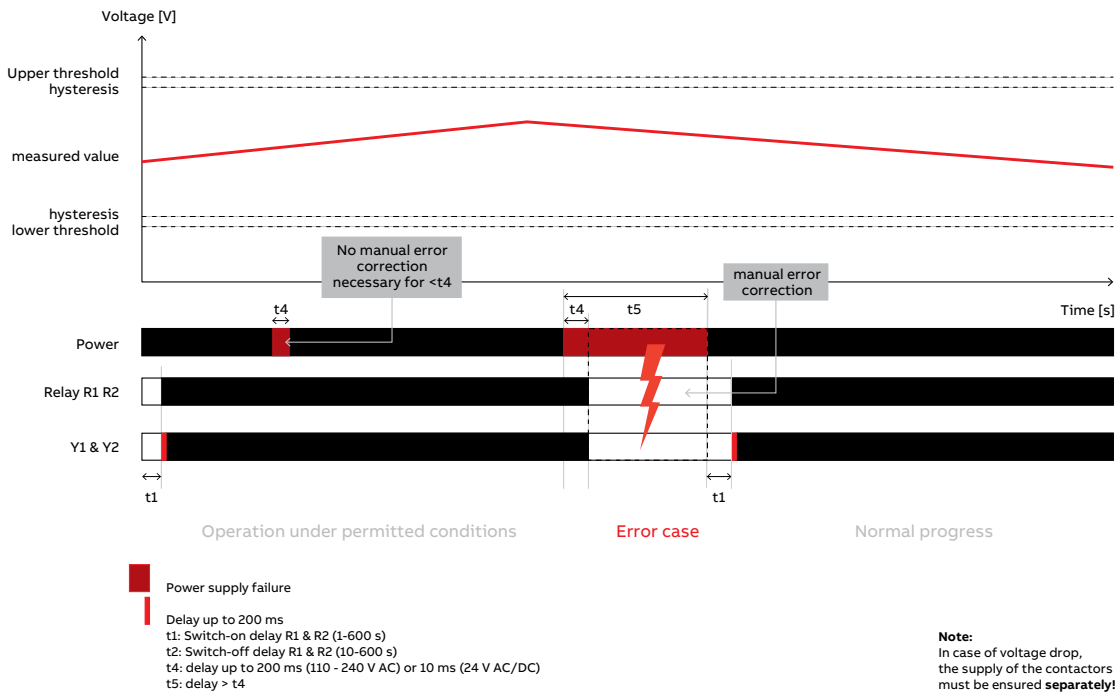 Voltage [V]
Upper threshold
hysteresis
measured value
hysteresis
lower threshold
No manual error
correction
necessary for <t4
manual error
correction
t4
t4
t5
Time [s]
Power
Relay R1 R2
Y1 & Y2
t1
t1
Operation under permitted conditions
Error case
Normal progress
Power supply failure
Delay up to 200 ms
t1: Switch-on delay R1 & R2 (1-600 s)
t2: Switch-off delay R1 & R2 (10-600 s)
t4: delay up to 200 ms (110 - 240 V AC) or 10 ms (24 V AC/DC)
t5: delay > t4
Note:
In case of voltage drop,
the supply of the contactors
must be ensured separately!